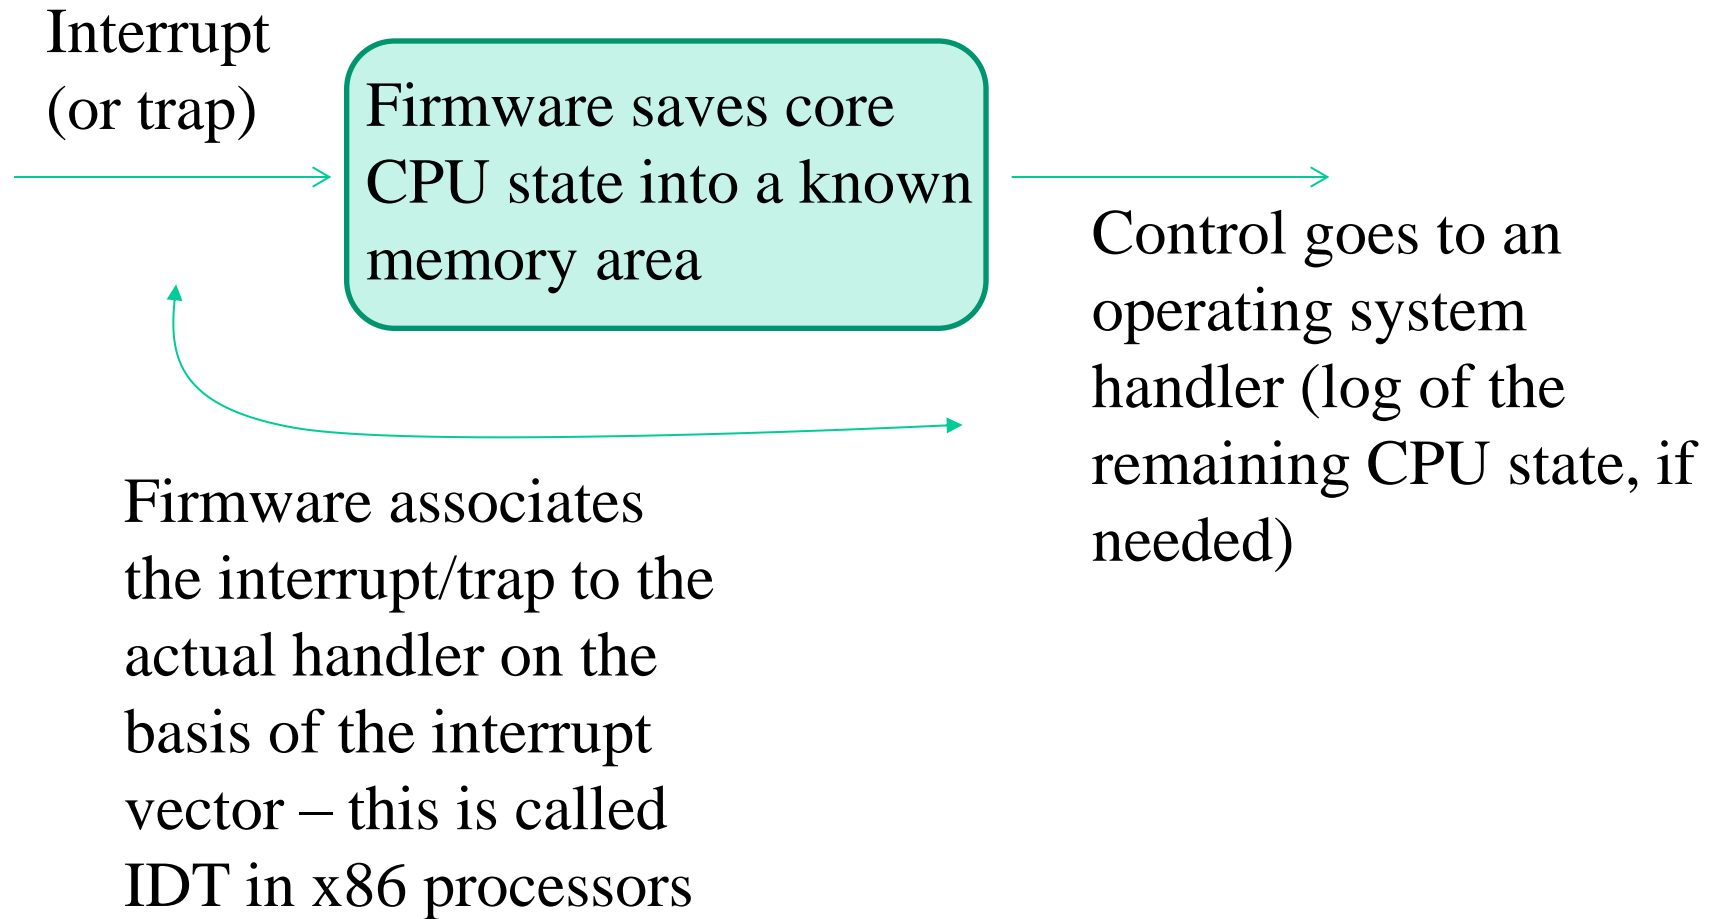 Interrupt
(or trap)
Firmware saves core
CPU state into a known
memory area
Control goes to an
operating system
handler (log of the
remaining CPU state, if
needed)
Firmware associates
the interrupt/trap to the
actual handler on the
basis of the interrupt
vector – this is called
IDT in x86 processors